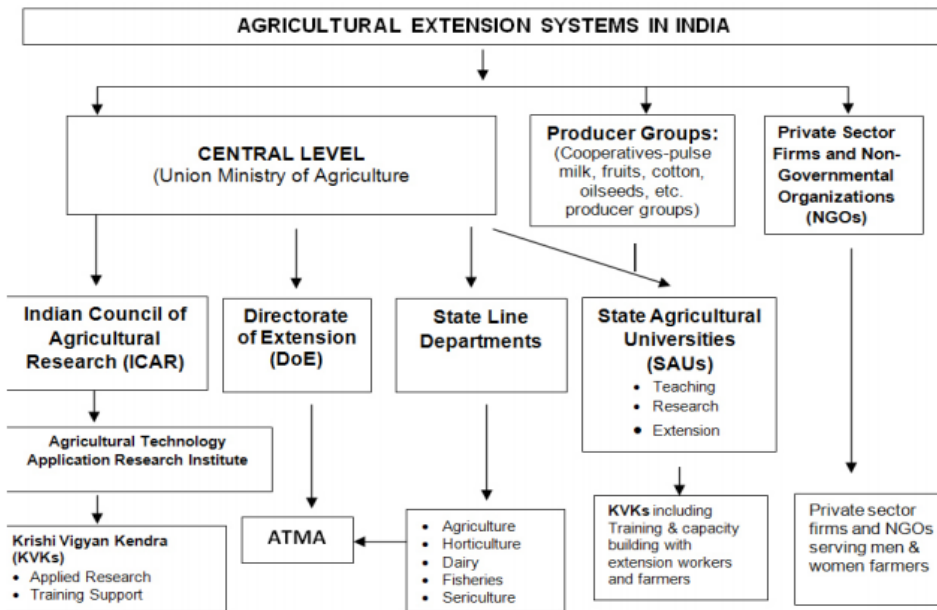 AGRICULTURAL EXTENSION SYSTEMS IN INDIA
CENTRAL LEVEL
(Union Ministry of Agriculture
Producer Groups:
(Cooperatives-pulse
milk, fruits, cotton,
oilseeds, etc.
producer groups)
Private Sector
Firms and Non-
Governmental
Organizations
(NGOs)
Indian Council of
Agricultural
Research (ICAR)
Directorate
of Extension
(DoE)
State Line
Departments
State Agricultural
Universities
(SAUs)
• Teaching
• Research
• Extension
Agricultural Technology
Application Research Institute
Krishi Vigyan Kendra
(KVKs)
• Applied Research
• Training Support
ATMA
• Agriculture
• Horticulture
• Dairy
• Fisheries
• Sericulture
KVKs including
Training & capacity
building with
extension workers
and farmers
Private sector
firms and NGOs
serving men &
women farmers